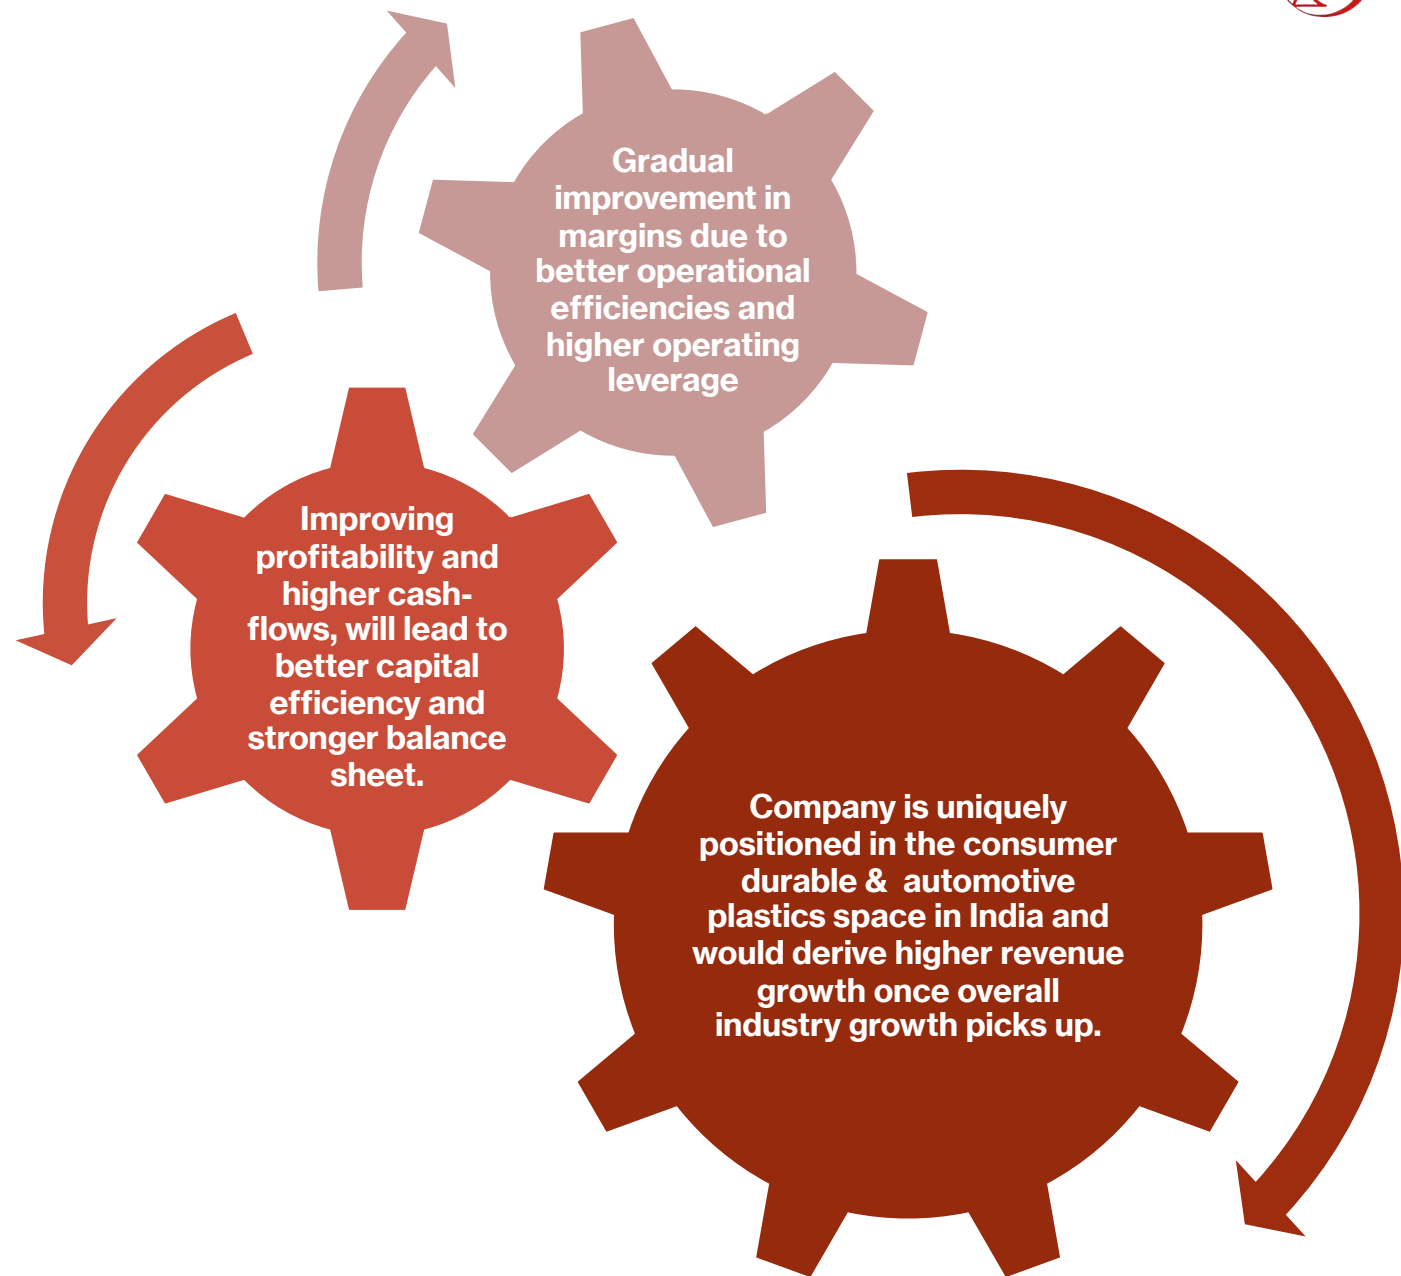 Gradual
improvement in
margins due to
better operational
efficiencies and
higher operating
leverage
Improving
profitability and
higher cash-
flows, will lead to
better capital
efficiency and
stronger balance
sheet.
Company is uniquely
positioned in the consumer
durable &  automotive
plastics space in India and
would derive higher revenue
growth once overall
industry growth picks up.